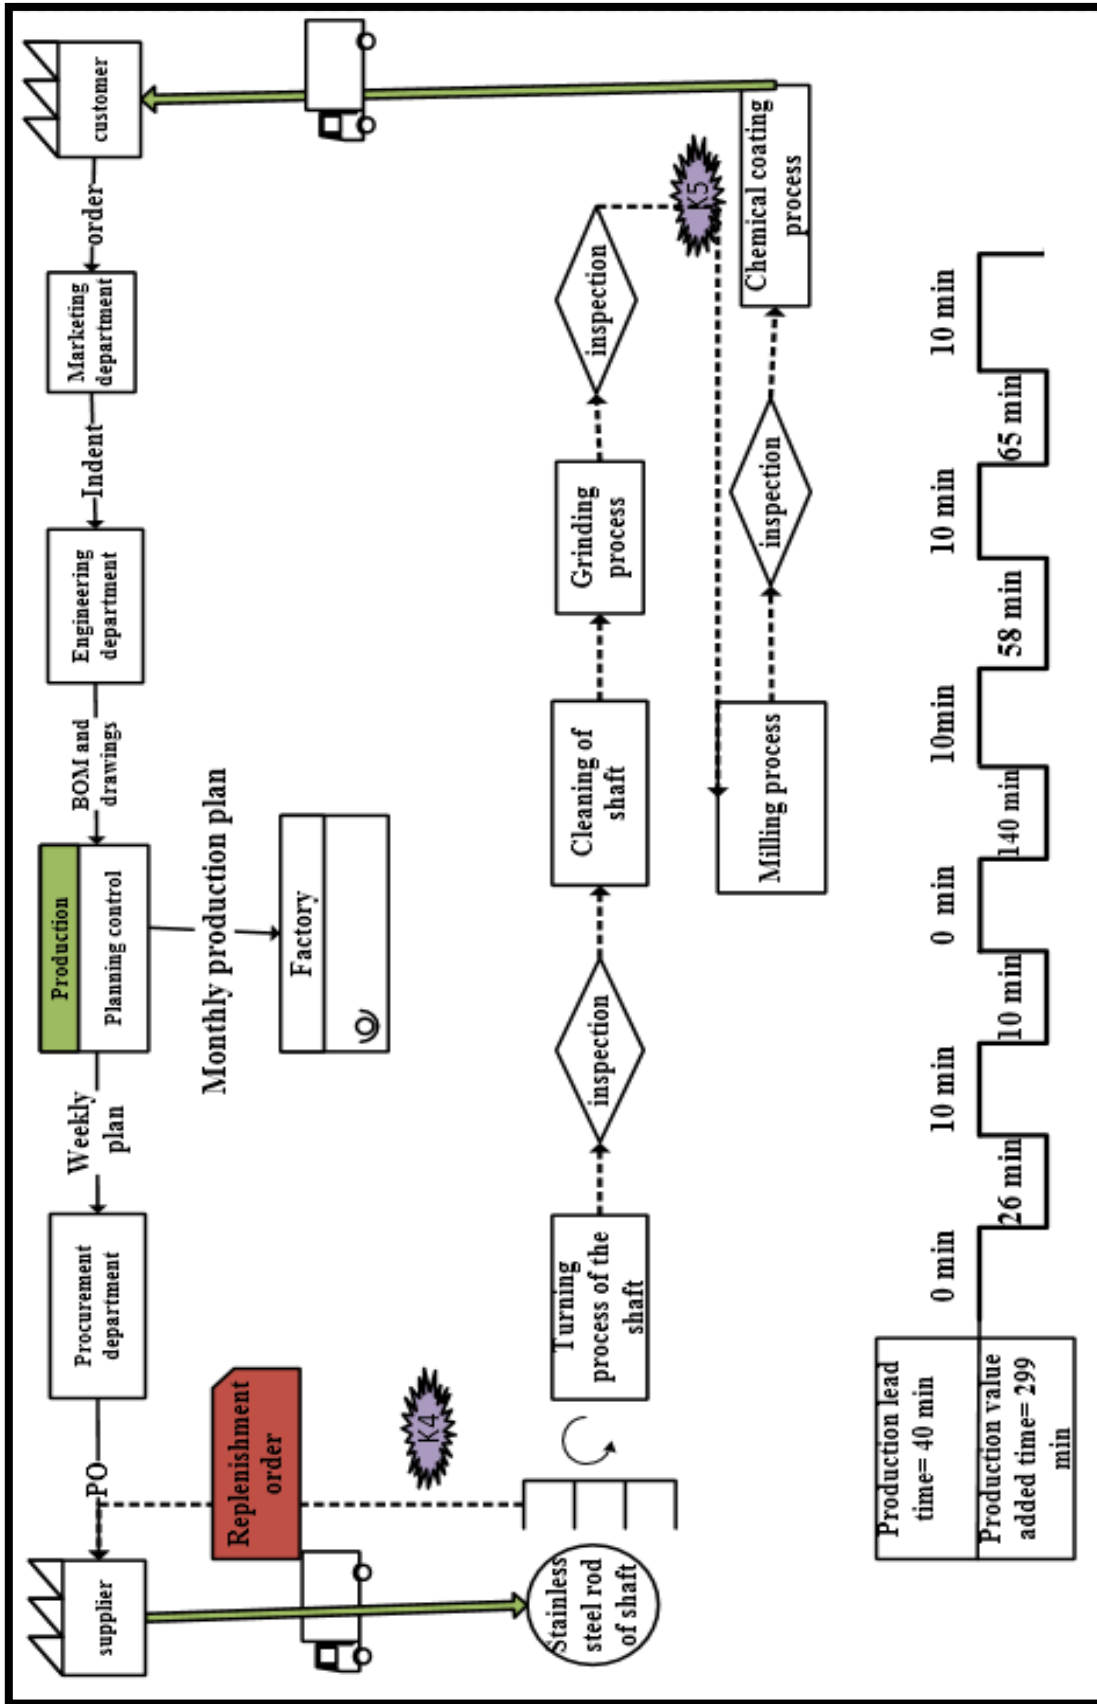 supplier
PO
Procurement
department
Weekly
plan
Production
Planning control
BOM and
drawings
Engineering
department
Indent
Marketing
department
order
customer
Replenishment
order
Monthly production plan
Factory
K4
Stainless
steel rod
of shaft
Turning
process of the
shaft
inspection
Cleaning of
shaft
Grinding
process
inspection
K5
Milling process
inspection
Chemical coating
process
Production lead
time= 40 min
Production value
added time= 299
min
0 min
26 min
10 min
10 min
0 min
140 min
10min
58 min
10 min
65 min
10 min